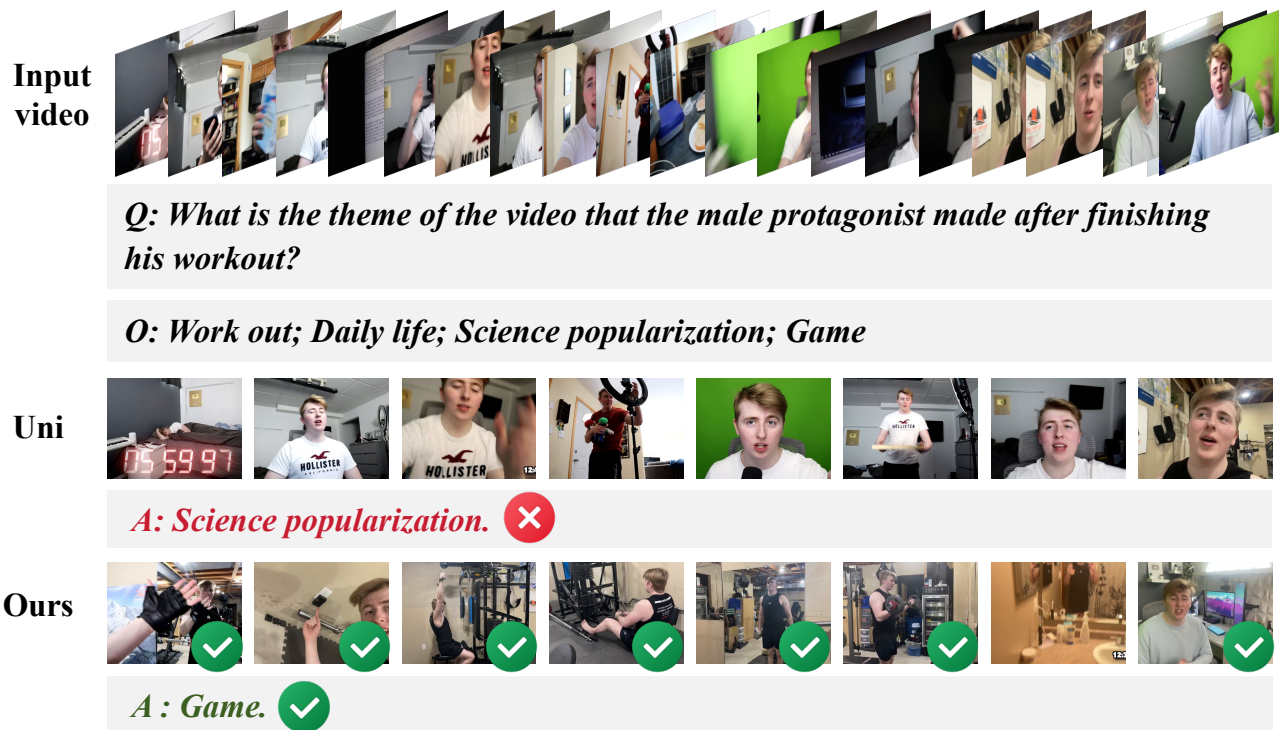 Input
video
Q: What is the theme of the video that the male protagonist made after finishing
his workout?
O: Work out; Daily life; Science popularization; Game
Uni
05 59 97
HOLLISTER
CALIFORNIA
HOLLISTER
HOLLISTER
A: Science popularization.
Ours
A : Game.